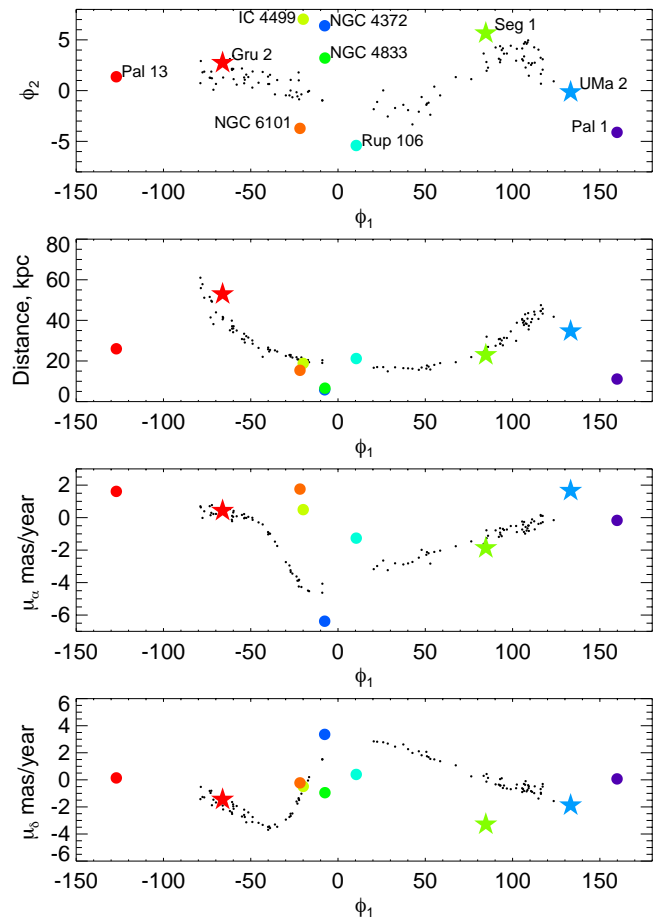 IC 4499
NGC 4372
Seg 1
Gru 2
NGC 4833
Pal 13
UMa 2
NGC 6101
Rup 106
Pal 1
5
0
-5
ϕ2
-150 -100 -50 0 50 100 150
ϕ1
80
60
40
20
0
Distance, kpc
-150 -100 -50 0 50 100 150
ϕ1
2
0
-2
-4
-6
μα mas/year
-150 -100 -50 0 50 100 150
ϕ1
6
4
2
0
-2
-4
-6
μδ mas/year
-150 -100 -50 0 50 100 150
ϕ1